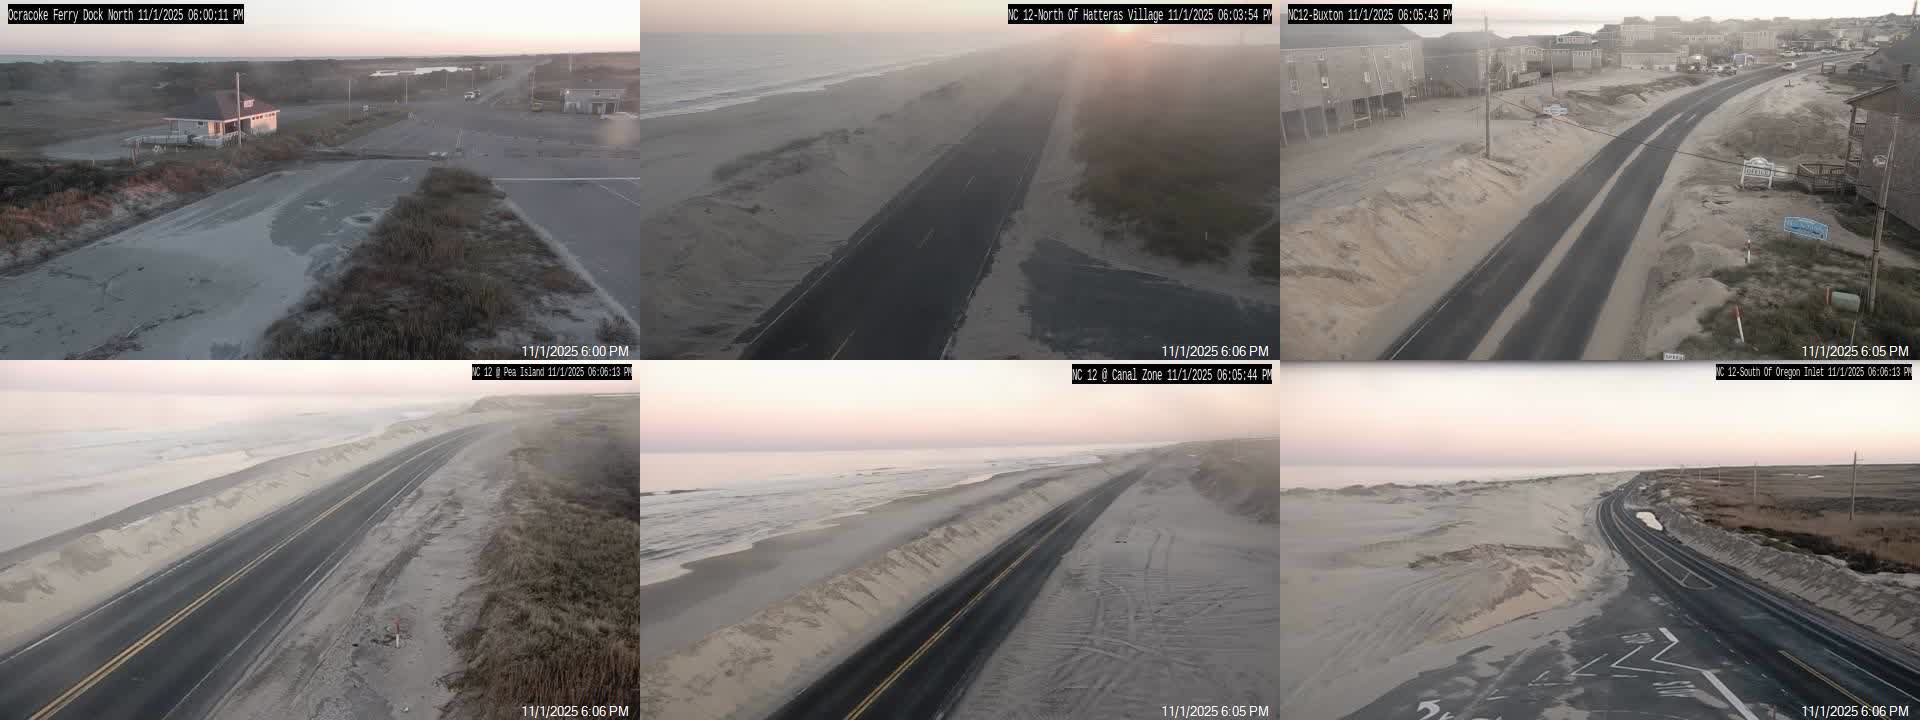 Ocracoke Ferry Dock North 11/1/2025 06:00:11 PM
11/1/2025 6:00 PM
NC 12-North Of Hatteras Village 11/1/2025 06:03:54 PM
11/1/2025 6:06 PM
NC12-Buxton 11/1/2025 06:05:43 PM
OFFICE
11/1/2025 6:05 PM
NC 12 @ Pea Island 11/1/2025 06:06:13 PM
11/1/2025 6:06 PM
NC 12 @ Canal Zone 11/1/2025 06:05:44 PM
11/1/2025 6:05 PM
NC 12-South Of Oregon Inlet 11/1/2025 06:06:13 PM
11/1/2025 6:06 PM